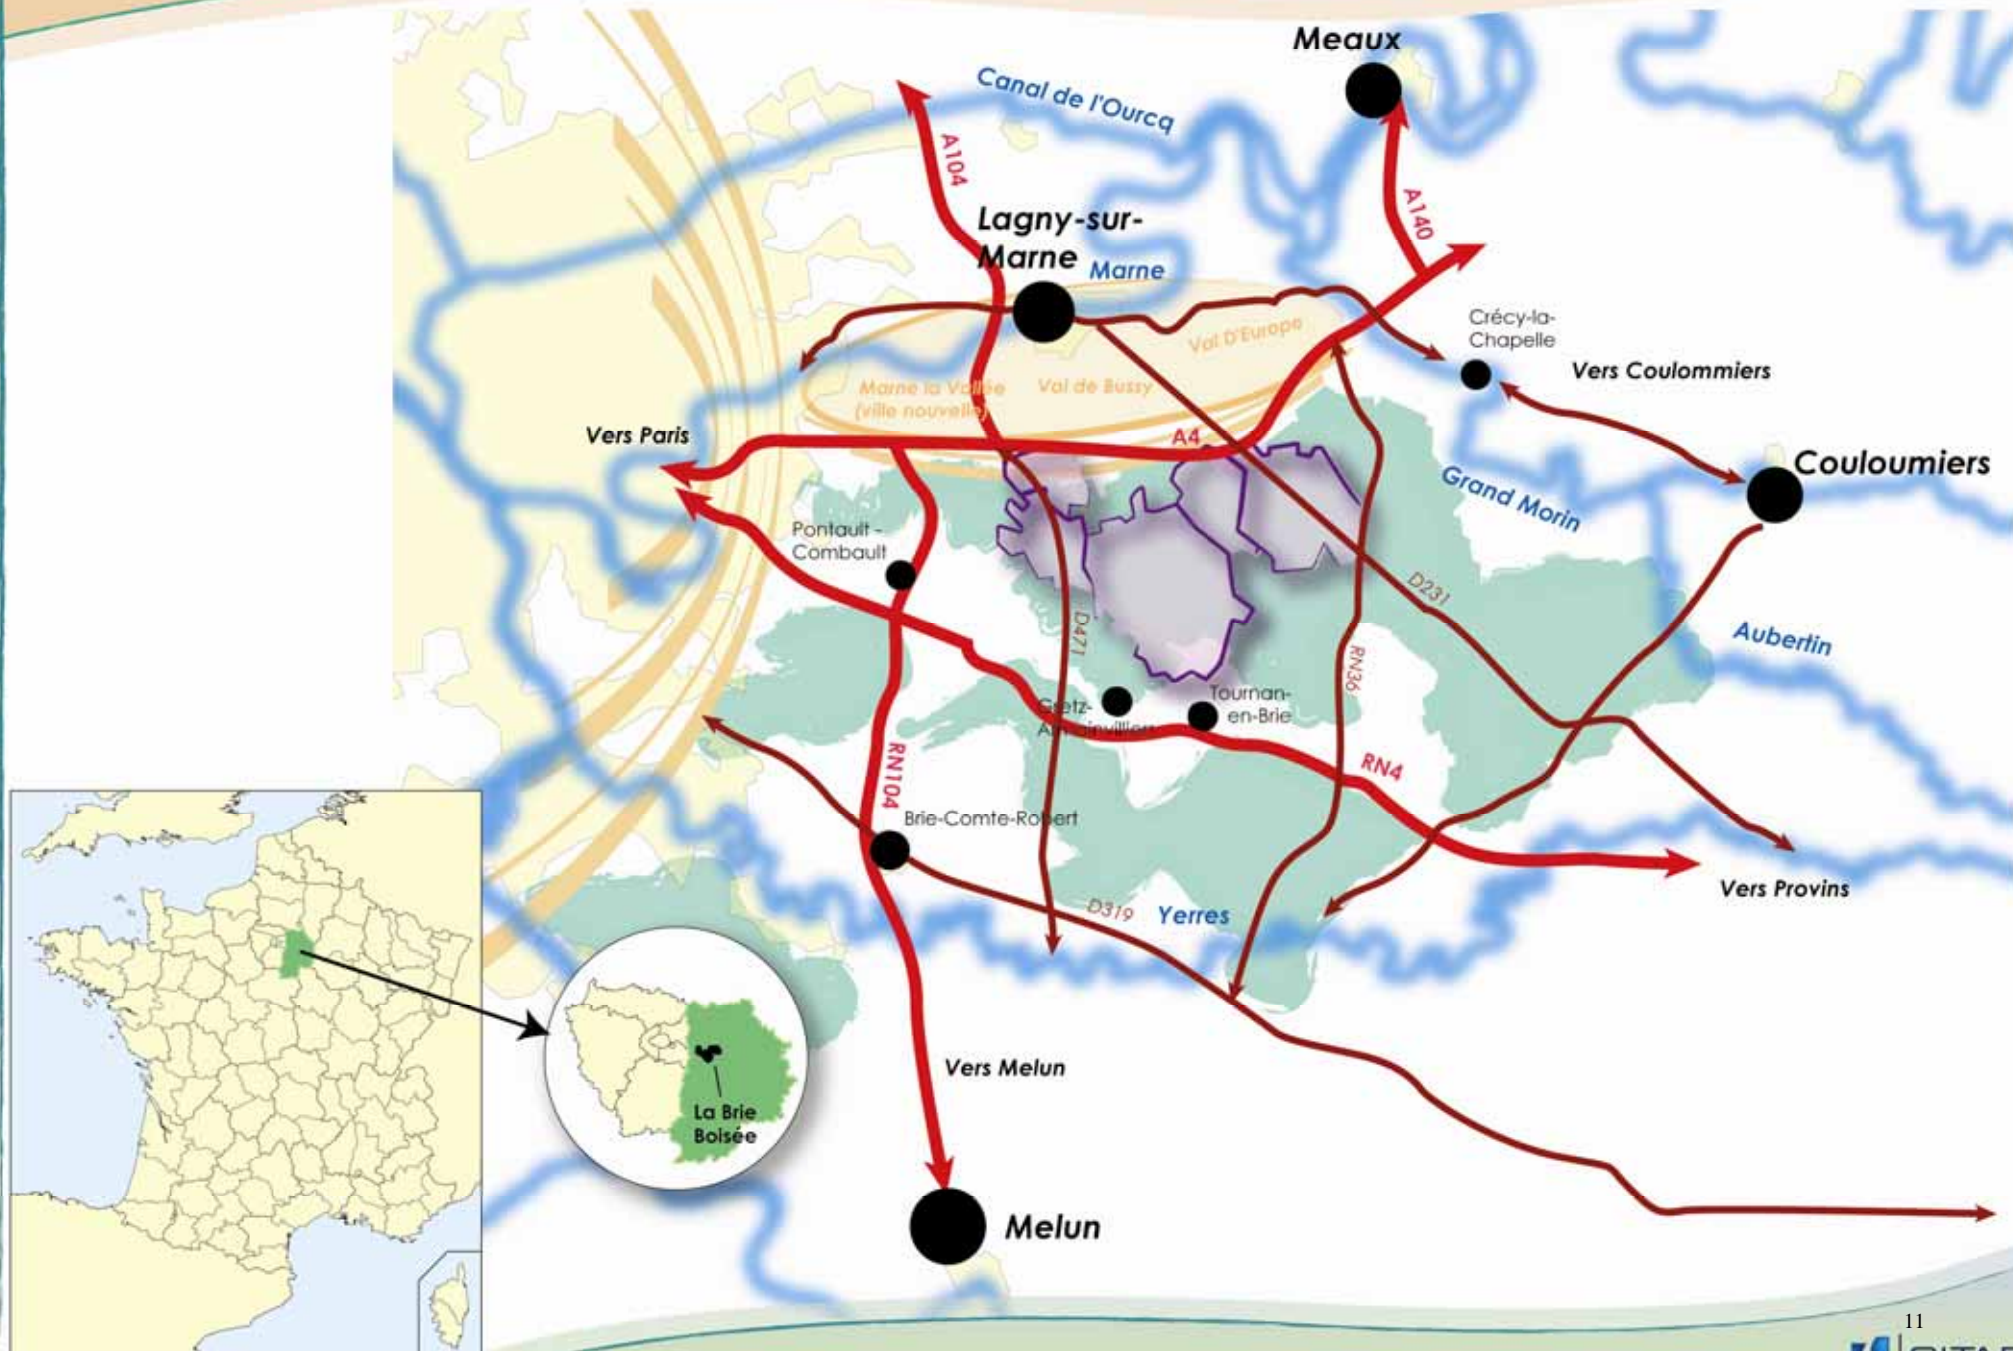 Meaux
Canal de l'Ourcq
A104
A140
Lagny-sur-
Marne
Marne
Val D'Europe
Crécy-la-
Chapelle
Vers Coulommiers
Marne la Vallée
(ville nouvelle)
Val de Bussy
Vers Paris
A4
Couloumiers
Grand Morin
Pontault -
Combault
D231
D471
Aubertin
RN36
Gretz-
Armainvilliers
Tournan-
en-Brie
RN4
RN104
Brie-Comte-Robert
Vers Provins
D319
Yerres
Vers Melun
La Brie
Boisée
Melun
11